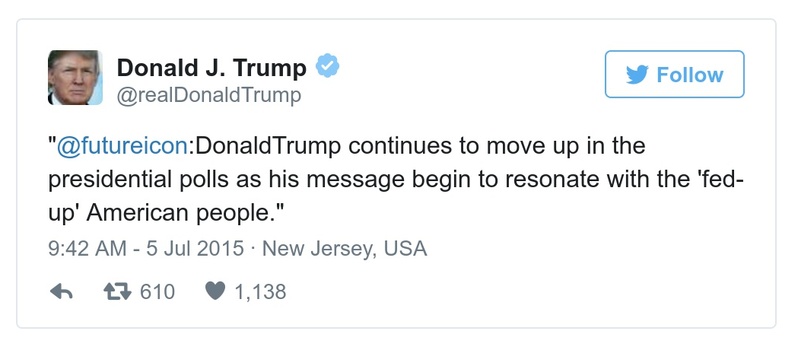 Donald J. Trump
@realDonaldTrump
Follow
"@futureicon:DonaldTrump continues to move up in the
presidential polls as his message begin to resonate with the 'fed-
up' American people."
9:42 AM - 5 Jul 2015 · New Jersey, USA
610 1,138